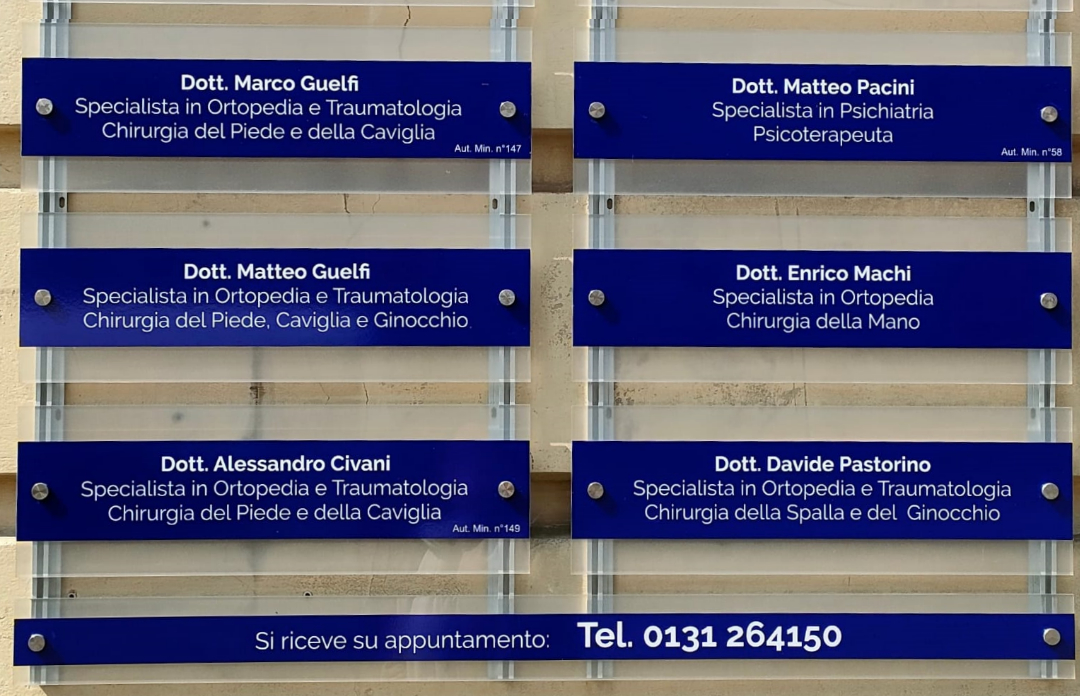 Dott. Marco Guelfi
Specialista in Ortopedia e Traumatologia
Chirurgia del Piede e della Caviglia
Aut. Min. n°147
Dott. Matteo Pacini
Specialista in Psichiatria
Psicoterapeuta
Aut. Min. n°58
Dott. Matteo Guelfi
Specialista in Ortopedia e Traumatologia
Chirurgia del Piede, Caviglia e Ginocchio
Dott. Enrico Machi
Specialista in Ortopedia
Chirurgia della Mano
Dott. Alessandro Civani
Specialista in Ortopedia e Traumatologia
Chirurgia del Piede e della Caviglia
Aut. Min. n°149
Dott. Davide Pastorino
Specialista in Ortopedia e Traumatologia
Chirurgia della Spalla e del Ginocchio
Si riceve su appuntamento: Tel. 0131 264150